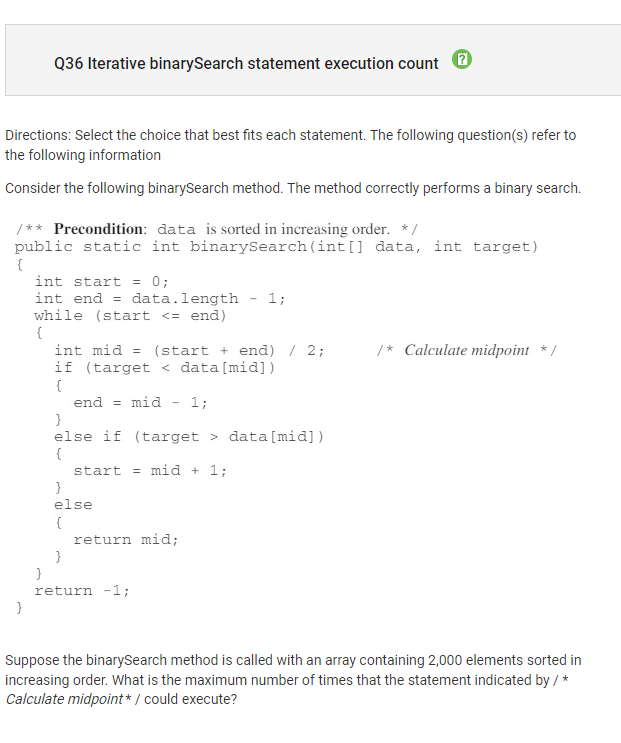 Q36 Iterative binarySearch statement execution count
Directions: Select the choice that best fits each statement. The following question(s) refer to
the following information
Consider the following binarySearch method. The method correctly performs a binary search.
/** Precondition: data is sorted in increasing order. */
public static int binarySearch(int[] data, int target)
{
int start = 0;
int end = data.length - 1;
while (start <= end)
{
int mid = (start + end) / 2; /* Calculate midpoint */
if (target < data[mid])
{
end = mid - 1;
}
else if (target > data[mid])
{
start = mid + 1;
}
else
{
return mid;
}
}
return -1;
}
Suppose the binarySearch method is called with an array containing 2,000 elements sorted in
increasing order. What is the maximum number of times that the statement indicated by / *
Calculate midpoint* / could execute?